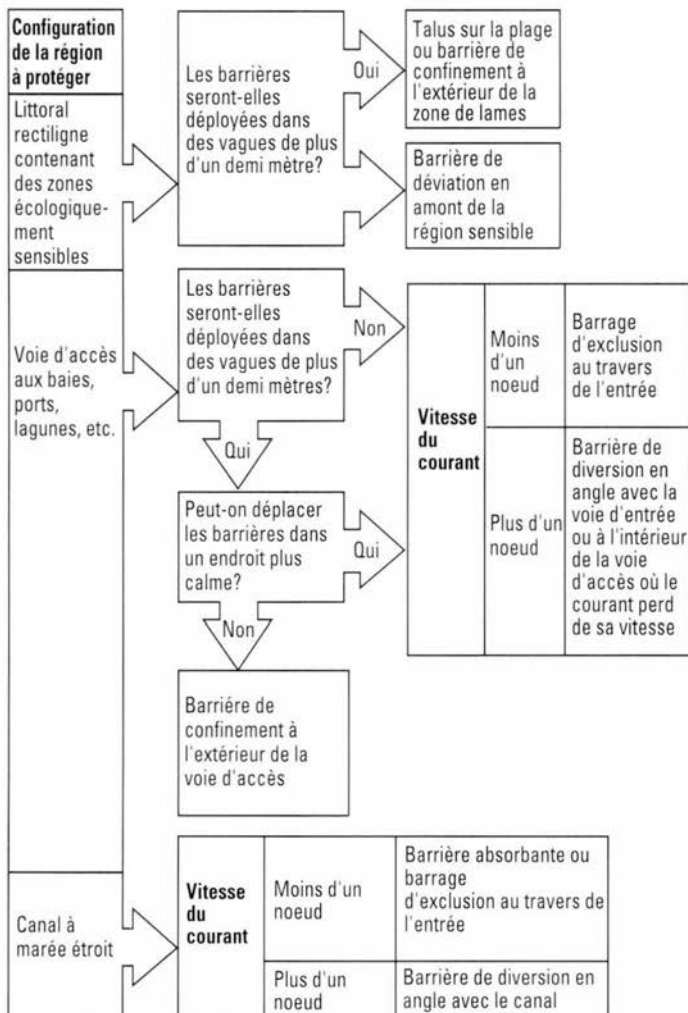 Configuration
de la région
à protéger
Littoral
rectiligne
contenant
des zones
écologique-
ment
sensibles
Les barrières
seront-elles
déployées dans
des vagues de plus
d'un demi mètre?
Oui
Talus sur la plage
ou barrière de
confinement à
l'extérieur de la
zone de lames
Barrière de
déviation en
amont de la
région sensible
Voie d'accès
aux baies,
ports,
lagunes, etc.
Les barrières
seront-elles
déployées dans
des vagues de plus
d'un demi mètres?
Non
Qui
Peut-on déplacer
les barrières dans
un endroit plus
calme?
Qui
Non
Barriére de
confinement à
l'extérieur de la
voie d'accès
Vitesse
du
courant
Moins
d'un
noeud
Barrage
d'exclusion
au travers
de l'entrée
Plus d'un
noeud
Barrière de
diversion en
angle avec la
voie d'entrée
ou à l'intérieur
de la voie
d'accès où le
courant perd
de sa vitesse
Canal à
marée étroit
Vitesse
du
courant
Moins d'un
noeud
Barrière absorbante ou
barrage
d'exclusion au travers de
l'entrée
Plus d'un
noeud
Barrière de diversion en
angle avec le canal